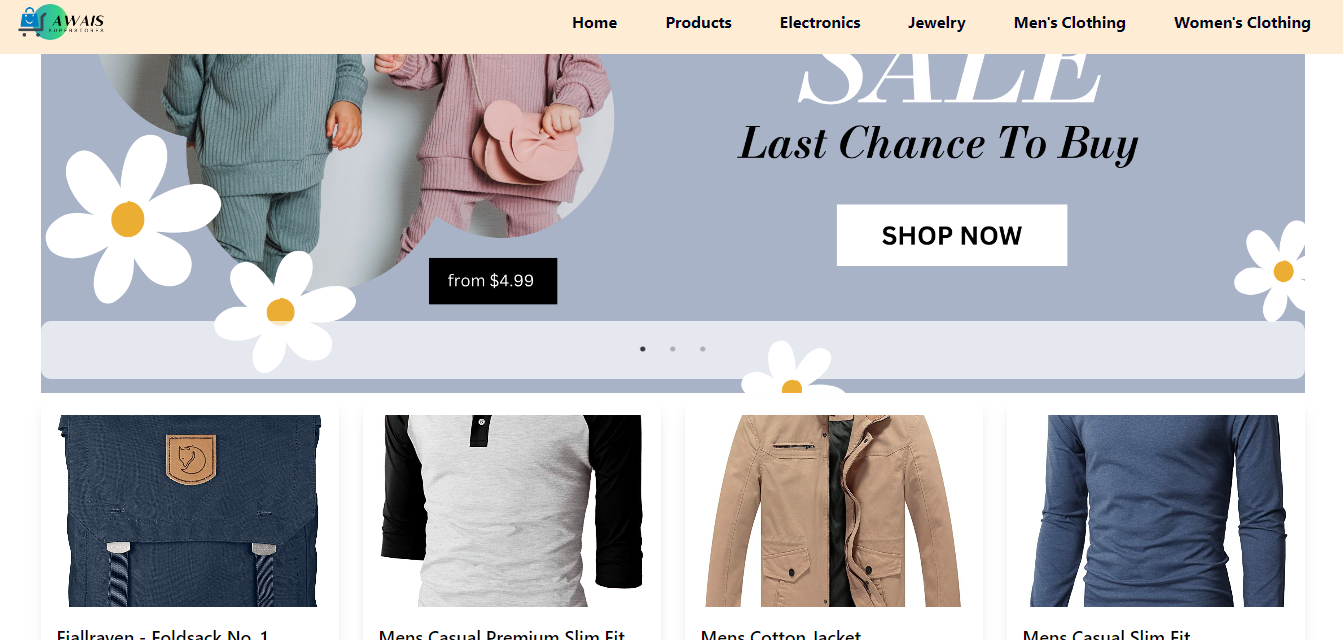 AWAIS
SUPERSTORES
Home Products Electronics Jewelry Men's Clothing Women's Clothing
SALE
Last Chance To Buy
SHOP NOW
from $4.99
Fjallraven - Foldsack No. 1
Mens Casual Premium Slim Fit
Mens Cotton Jacket
Mens Casual Slim Fit